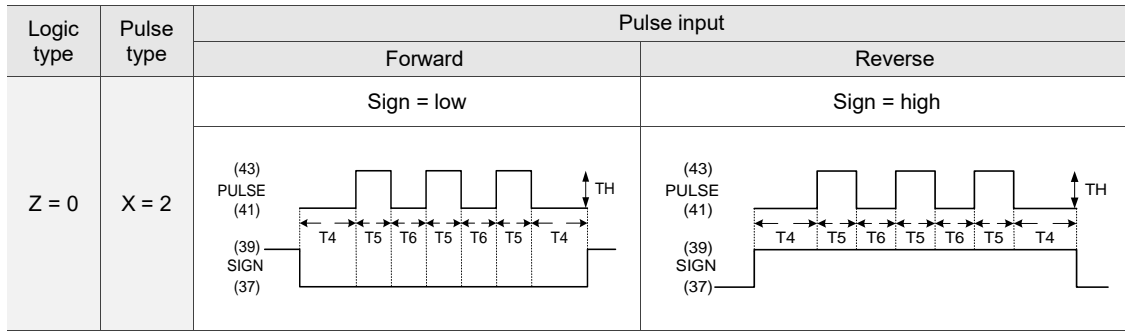 Logic type
Pulse type
Pulse input
Forward
Reverse
Z = 0
X = 2
Sign = low
Sign = high
(43)
PULSE
(41)
TH
T4 T5 T6 T5 T6 T5 T4
(39)
SIGN
(37)
(43)
PULSE
(41)
TH
T4 T5 T6 T5 T6 T5 T4
(39)
SIGN
(37)